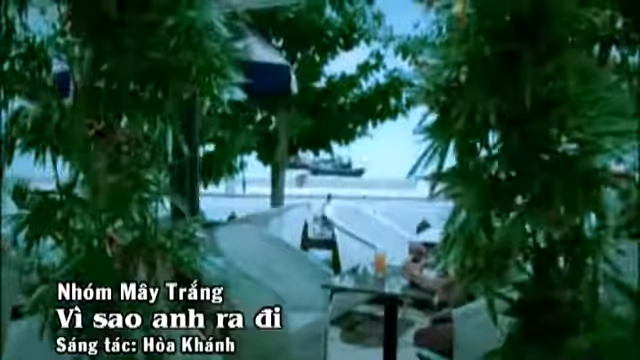 Nhóm Mây Trắng
Vì sao anh ra đi
Sáng tác: Hòa Khánh